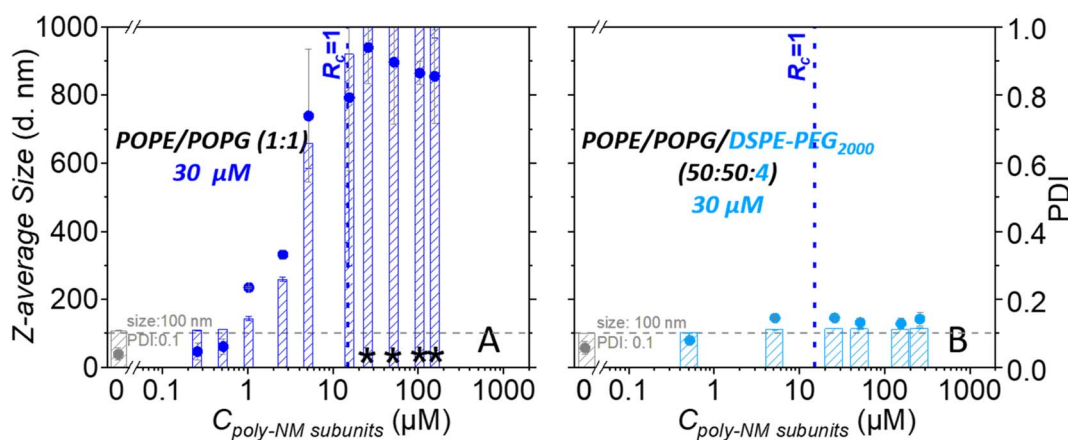 Z-average Size (d. nm)
1000
800
600
400
200
0
R_c=1
POPE/POPG (1:1)
30 µM
size:100 nm
PDI:0.1
* * * *
A
0 0.1 1 10 100 1000
C_poly-NM subunits (µM)
R_c=1
POPE/POPG/DSPE-PEG_2000
(50:50:4)
30 µM
size: 100 nm
PDI: 0.1
B
0 0.1 1 10 100 1000
C_poly-NM subunits (µM)
1.0
0.8
0.6
0.4
0.2
0.0
PDI